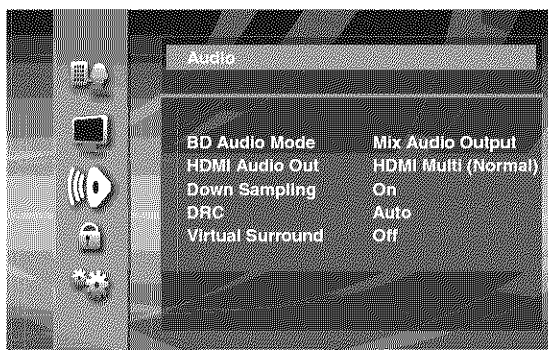 Audio
BD Audio Mode Mix Audio Output
HDMI Audio Out HDMI Multi (Normal)
Down Sampling On
DRC Auto
Virtual Surround Off